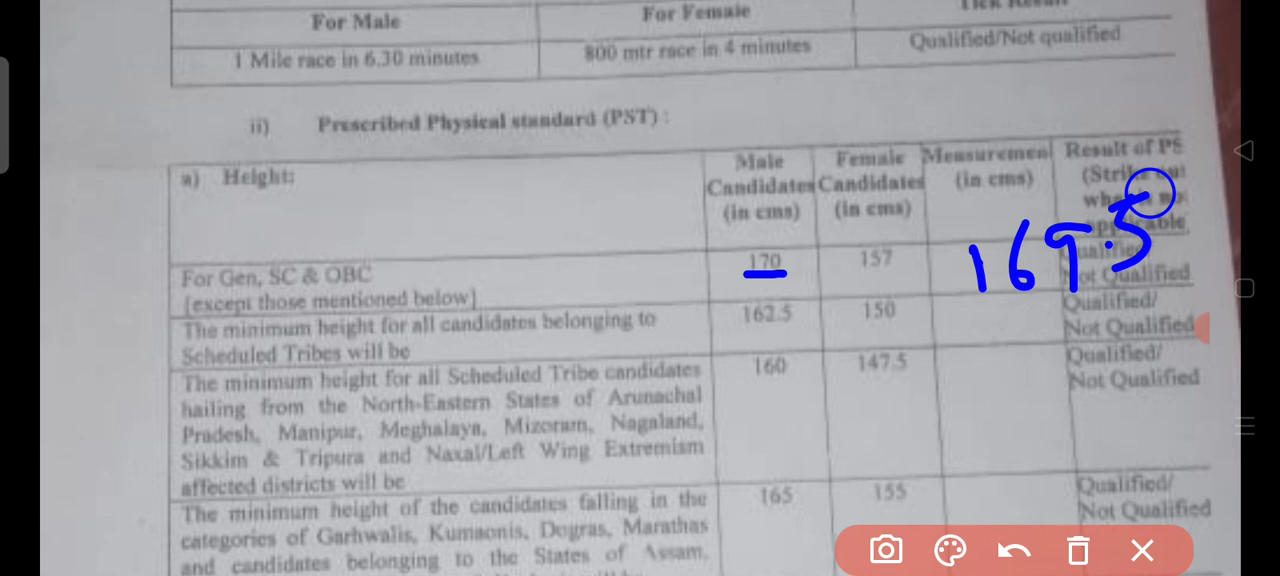 For Male
For Female
Tick Result
1 Mile race in 6.30 minutes
800 mtr race in 4 minutes
Qualified/Not qualified
ii) Prescribed Physical standard (PST) :
a) Height:
Male Candidates (in cms)
Female Candidates (in cms)
Measuremen (in cms)
Result of PS
(Strike out
applicable
For Gen, SC & OBC
[except those mentioned below]
170
157
169.5
Qualified
Not Qualified
The minimum height for all candidates belonging to
Scheduled Tribes will be
162.5
150
Qualified/
Not Qualified
The minimum height for all Scheduled Tribe candidates
hailing from the North-Eastern States of Arunachal
Pradesh, Manipur, Meghalaya, Mizoram, Nagaland,
Sikkim & Tripura and Naxal/Left Wing Extremism
affected districts will be
160
147.5
Qualified/
Not Qualified
The minimum height of the candidates falling in the
categories of Garhwalis, Kumaonis, Dogras, Marathas
and candidates belonging to the States of Assam,
165
155
Qualified/
Not Qualified